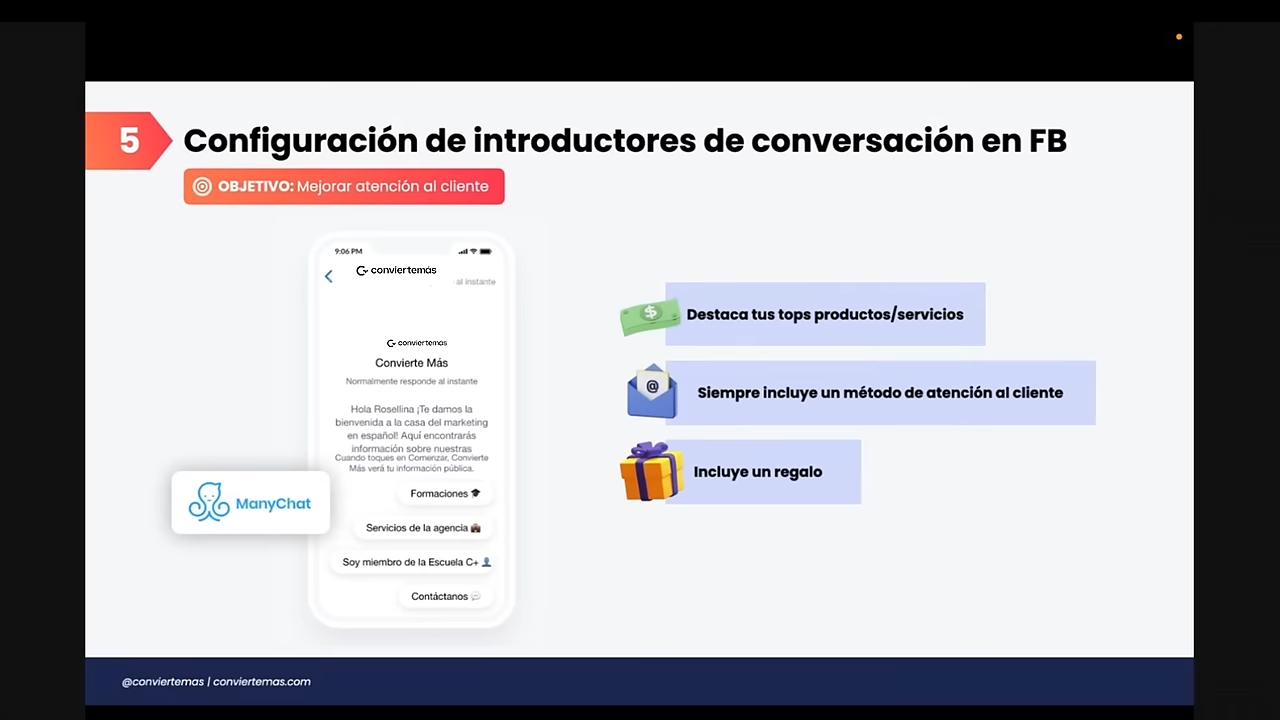 5
Configuración de introductores de conversación en FB
OBJETIVO: Mejorar atención al cliente
9:06 PM
conviertemás
al instante
conviertemás
Convierte Más
Normalmente responde al instante
Hola Rosellina ¡Te damos la
bienvenida a la casa del marketing
en español! Aquí encontrarás
información sobre nuestras
Cuando toques en Comenzar, Convierte
Más verá tu información pública.
Formaciones
Servicios de la agencia
Soy miembro de la Escuela C+
Contáctanos
ManyChat
$
Destaca tus tops productos/servicios
@
Siempre incluye un método de atención al cliente
Incluye un regalo
@conviertemas | conviertemas.com